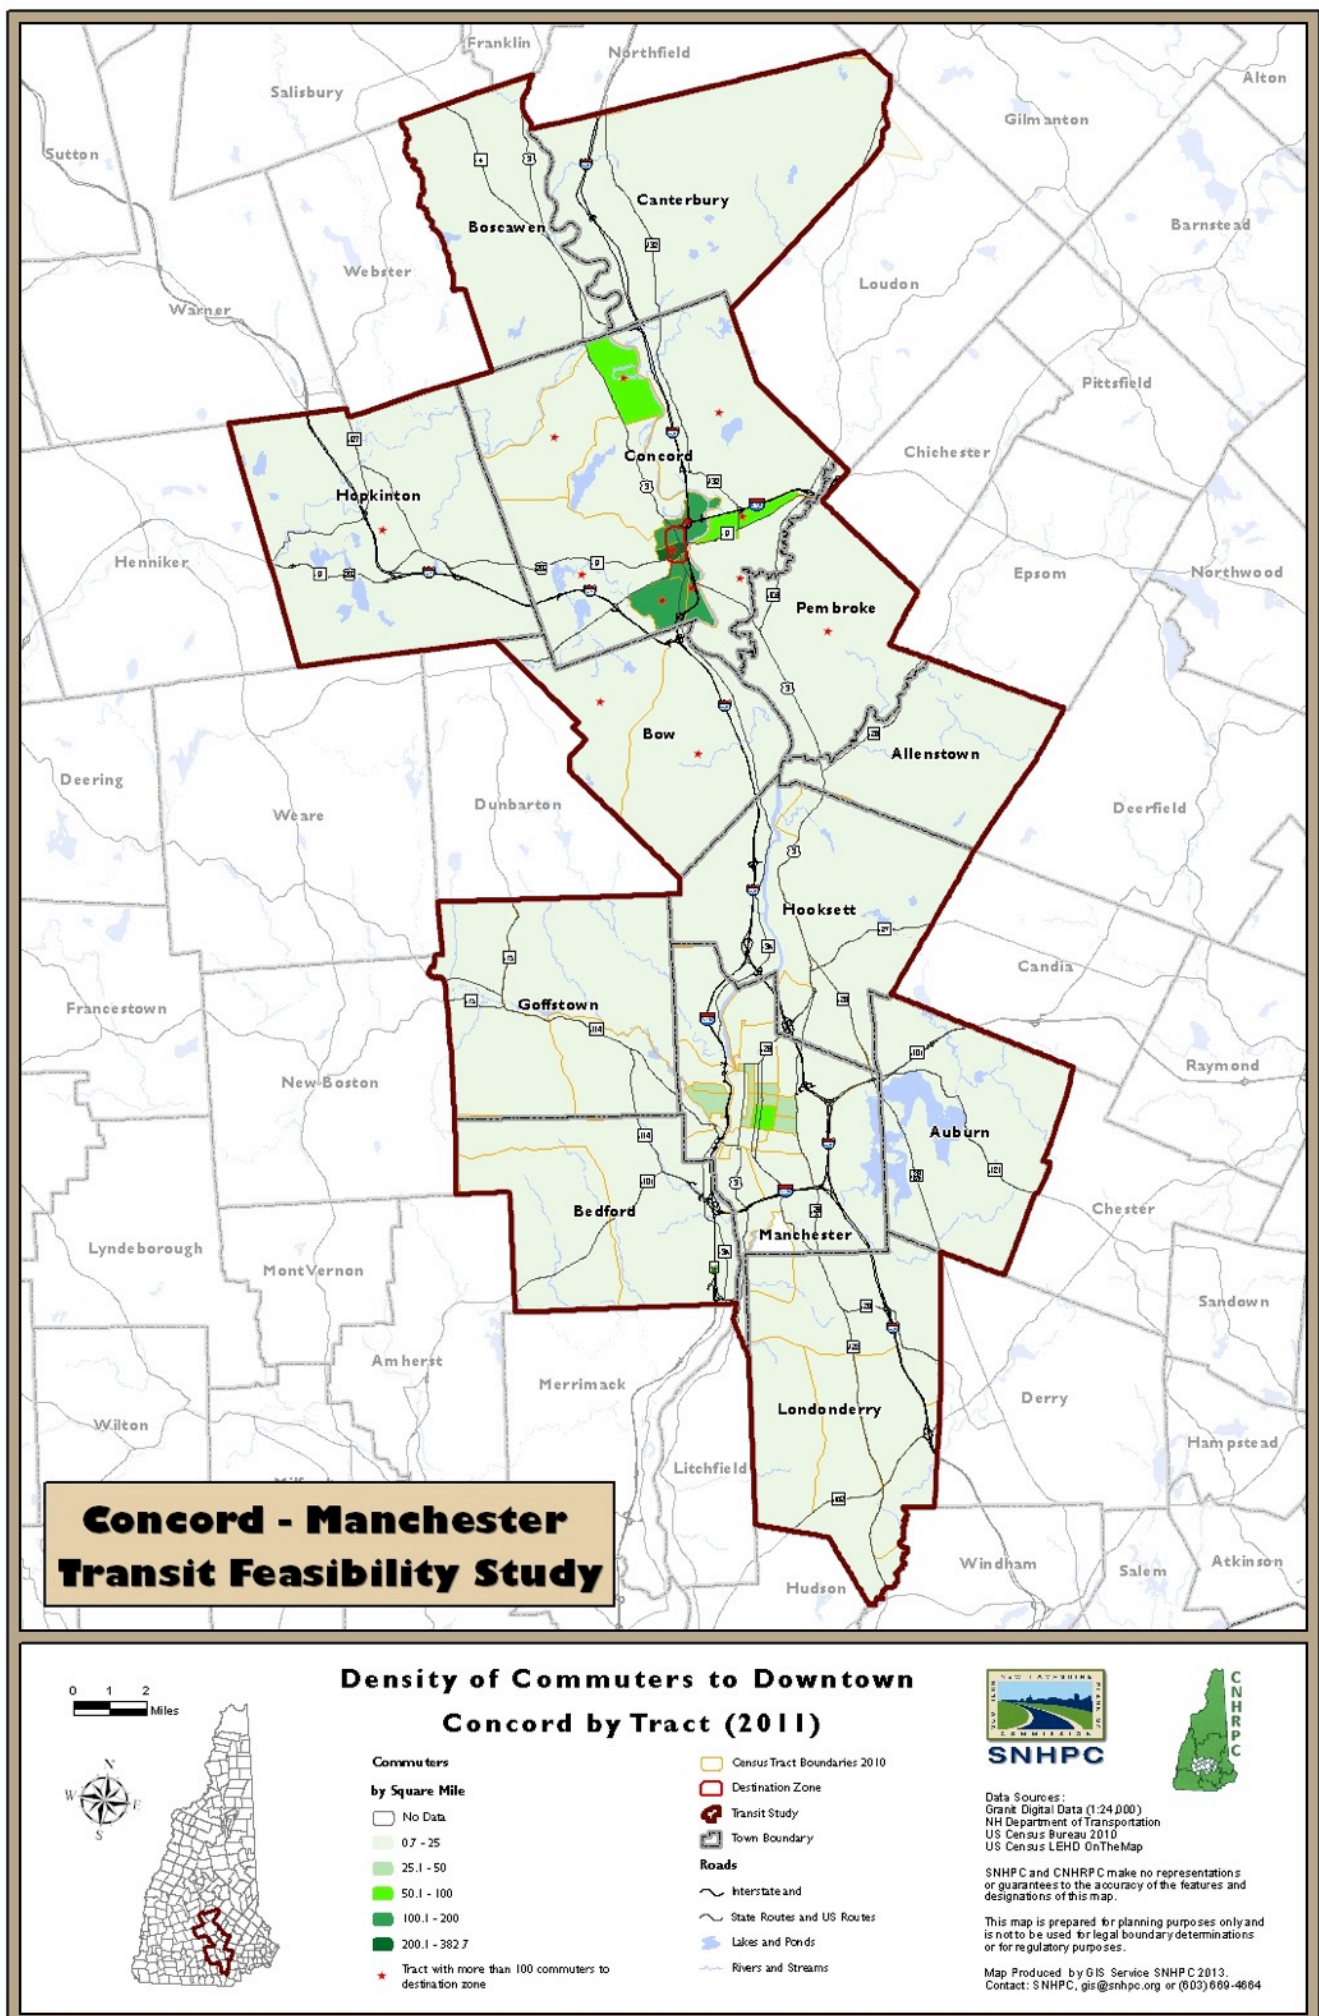 Franklin
Northfield
Alton
Salisbury
Gilmanton
Sutton
Canterbury
Boscawen
Barnstead
Webster
Loudon
Warner
Pittsfield
Concord
Chichester
Hopkinton
Henniker
Epsom
Northwood
Pembroke
Bow
Allenstown
Deering
Dunbarton
Weare
Deerfield
Hooksett
Candia
Francestown
Goffstown
Raymond
New Boston
Auburn
Bedford
Chester
Manchester
Lyndeborough
Mont Vernon
Sandown
Amherst
Merrimack
Derry
Londonderry
Wilton
Hampstead
Litchfield
Concord - Manchester
Transit Feasibility Study
Windham
Salem
Atkinson
Hudson
Density of Commuters to Downtown
Concord by Tract (2011)
0 1 2
Miles
N
W E
S
Commuters
by Square Mile
No Data
0.7 - 25
25.1 - 50
50.1 - 100
100.1 - 200
200.1 - 382.7
Tract with more than 100 commuters to
destination zone
Census Tract Boundaries 2010
Destination Zone
Transit Study
Town Boundary
Roads
Interstate and
State Routes and US Routes
Lakes and Ponds
Rivers and Streams
SNHPC
CNHRPC
Data Sources:
Granit Digital Data (1:24,000)
NH Department of Transportation
US Census Bureau 2010
US Census LEHD OnTheMap
SNHPC and CNHRPC make no representations
or guarantees to the accuracy of the features and
designations of this map.
This map is prepared for planning purposes only and
is not to be used for legal boundary determinations
or for regulatory purposes.
Map Produced by GIS Service SNHPC 2013.
Contact: SNHPC, gis@snhpc.org or (603) 669-4664